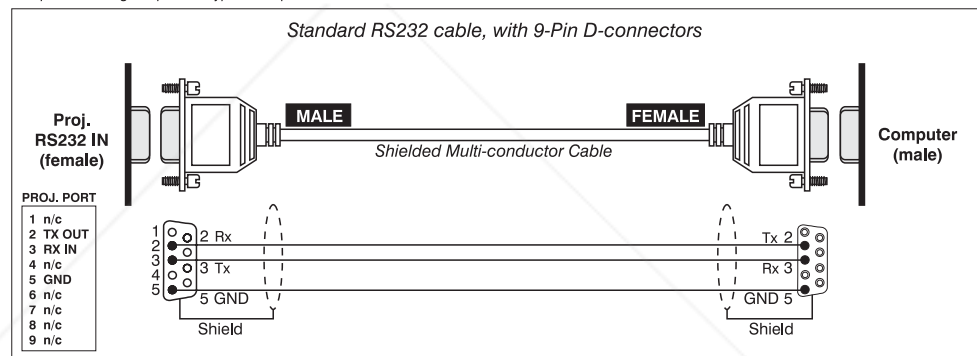 Standard RS232 cable, with 9-Pin D-connectors
MALE
FEMALE
Proj.
RS232 IN
(female)
Computer
(male)
Shielded Multi-conductor Cable
PROJ. PORT
1 n/c
2 TX OUT
3 RX IN
4 n/c
5 GND
6 n/c
7 n/c
8 n/c
9 n/c
1
2
3
4
5
2 Rx
3 Tx
5 GND
Shield
Tx 2
Rx 3
GND 5
Shield